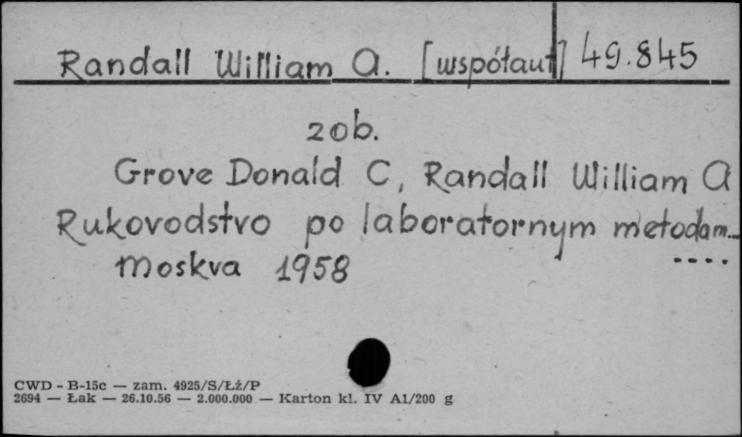 Randall William A. [współaut] 49.845
zob.
Grove Donald C, Randall William A
Rukovodstvo po laboratornym metodam...
Moskva 1958
CWD - B-15c — zam. 4925/S/Łż/P
2694 — Łak — 26.10.56 — 2.000.000 — Karton kl. IV A1/200 g